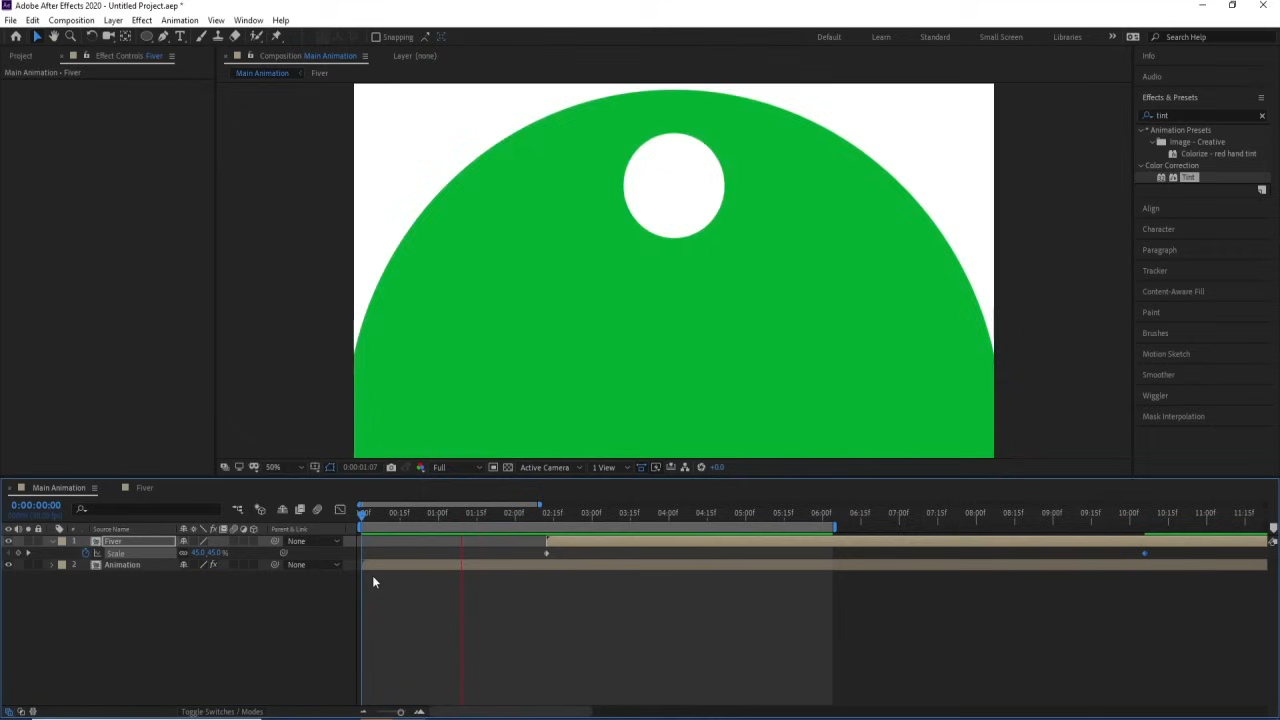 Adobe After Effects 2020 - Untitled Project.aep *
File Edit Composition Layer Effect Animation View Window Help
Snapping Default Learn Standard Small Screen Libraries Search Help
Project Effect Controls Fiver Composition Main Animation Layer (none) Info
Main Animation • Fiver Main Animation Fiver Audio
Effects & Presets
tint
* Animation Presets
Image - Creative
Colorize - red hand tint
Color Correction
Tint
Align
Character
Paragraph
Tracker
Content-Aware Fill
Paint
Brushes
Motion Sketch
Smoother
Wiggler
Mask Interpolation
50% 0:00:01:07 Full Active Camera 1 View +0.0
Main Animation Fiver
0:00:00:00
00:15f 01:00f 01:15f 02:00f 02:15f 03:00f 03:15f 04:00f 04:15f 05:00f 05:15f 06:00f 06:15f 07:00f 07:15f 08:00f 08:15f 09:00f 09:15f 10:00f 10:15f 11:00f 11:15f
# Source Name Parent & Link
1 Fiver None
Scale 45.0,45.0%
2 Animation None
Toggle Switches / Modes